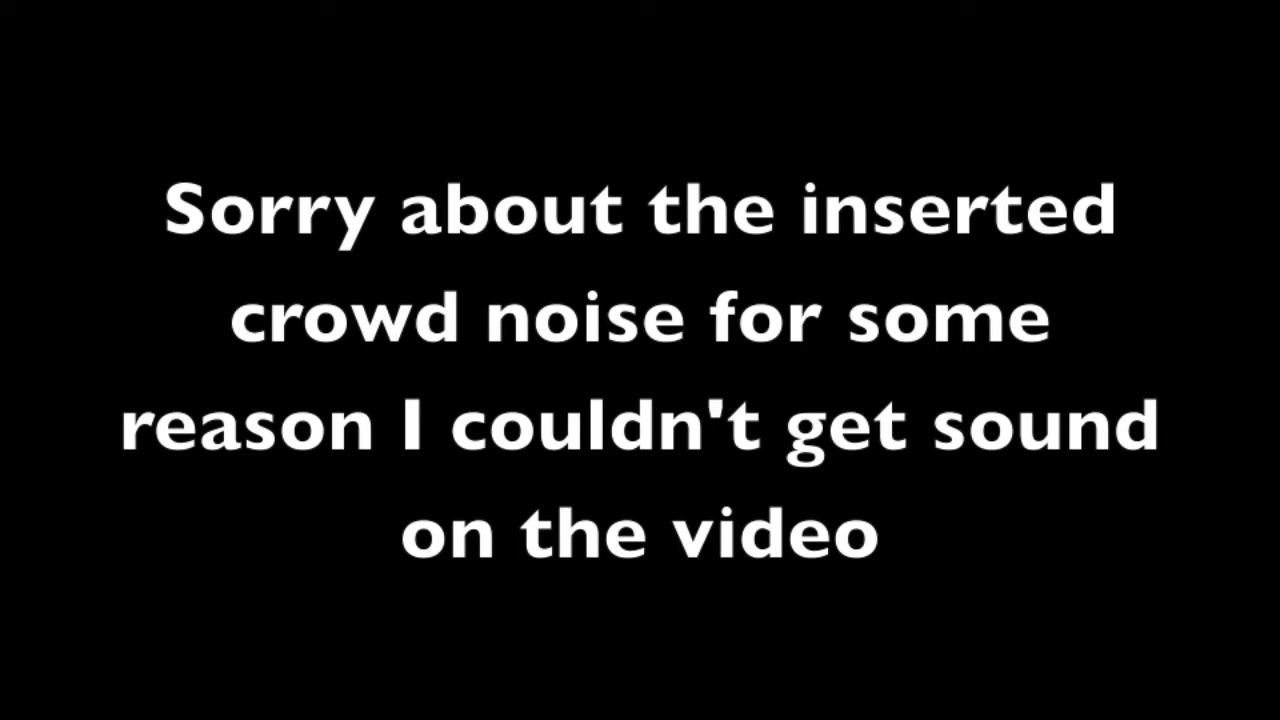 Sorry about the inserted
crowd noise for some
reason I couldn't get sound
on the video